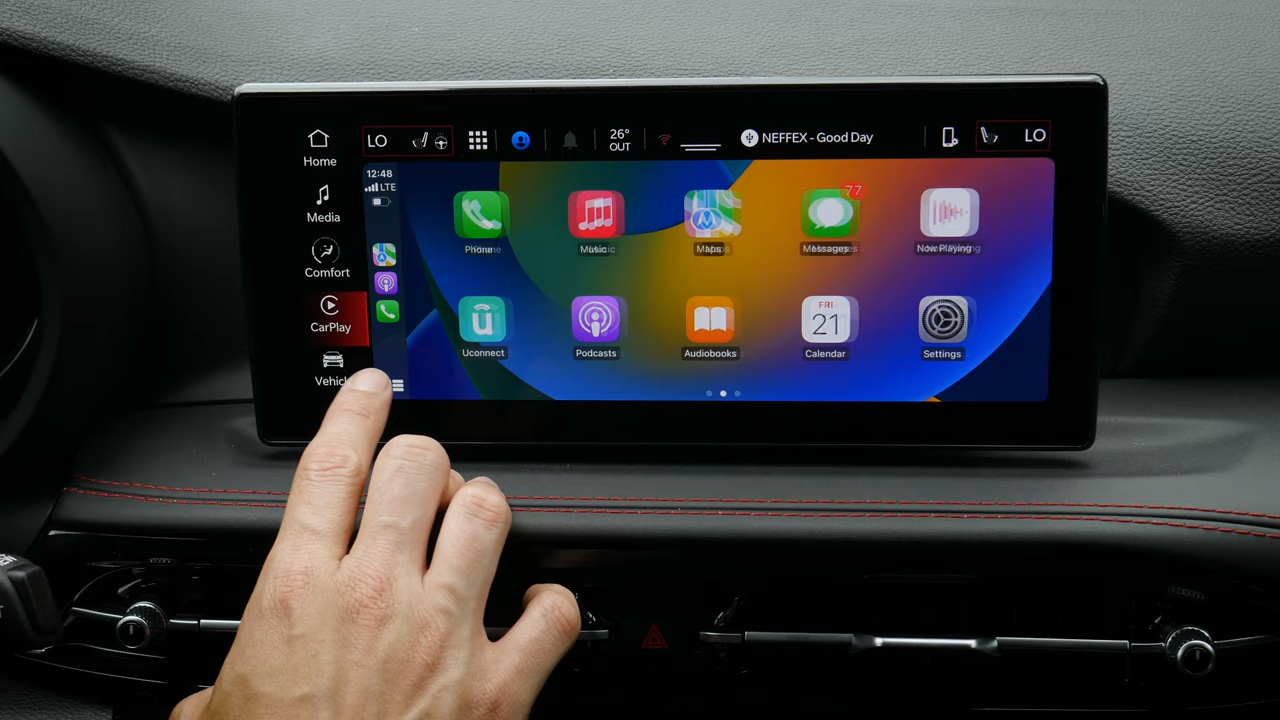 Home
LO
26°
OUT
NEFFEX - Good Day
LO
Media
Comfort
CarPlay
Vehicl
12:48
LTE
Phone
Music
Maps
77
Messages
Now Playing
Uconnect
Podcasts
Audiobooks
FRI
21
Calendar
Settings